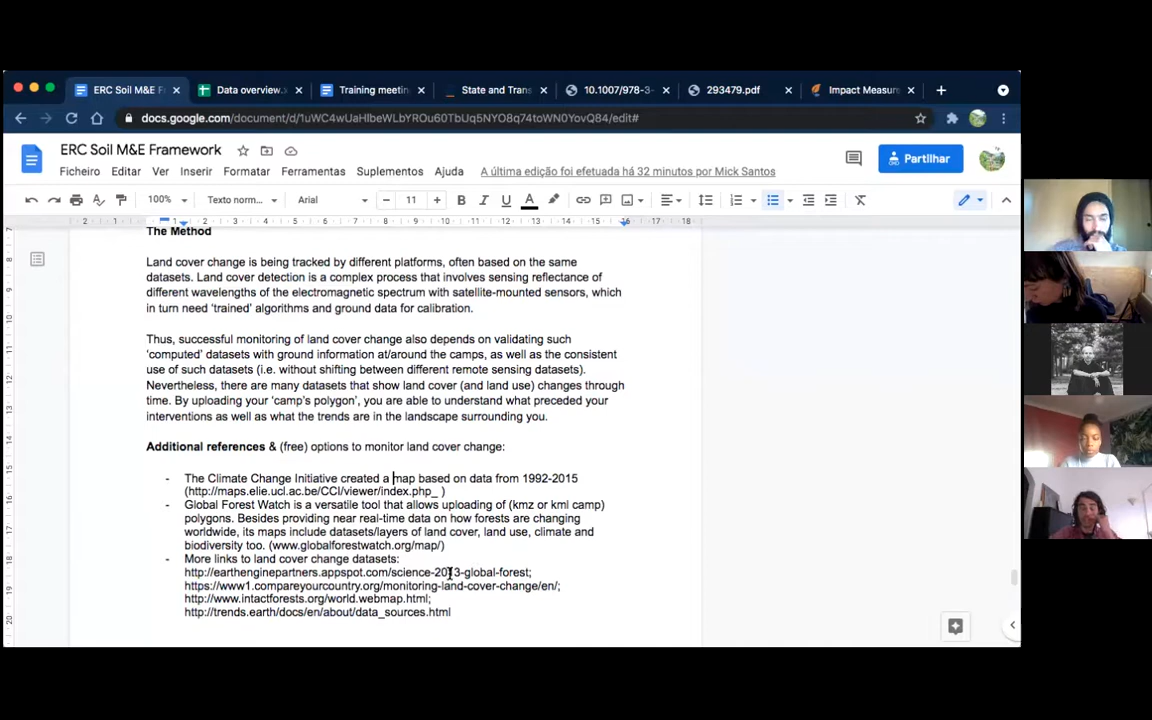 ERC Soil M&E F
Data overview.x
Training meetin
State and Trans
10.1007/978-3-
293479.pdf
Impact Measure
docs.google.com/document/d/1uWC4wUaHIbeWLbYROu60TbUq5NYO8q74toWN0YovQ84/edit#
ERC Soil M&E Framework
Ficheiro Editar Ver Inserir Formatar Ferramentas Suplementos Ajuda
A última edição foi efetuada há 32 minutos por Mick Santos
Partilhar
100% Texto norm... Arial 11
The Method
Land cover change is being tracked by different platforms, often based on the same
datasets. Land cover detection is a complex process that involves sensing reflectance of
different wavelengths of the electromagnetic spectrum with satellite-mounted sensors, which
in turn need 'trained' algorithms and ground data for calibration.
Thus, successful monitoring of land cover change also depends on validating such
'computed' datasets with ground information at/around the camps, as well as the consistent
use of such datasets (i.e. without shifting between different remote sensing datasets).
Nevertheless, there are many datasets that show land cover (and land use) changes through
time. By uploading your 'camp's polygon', you are able to understand what preceded your
interventions as well as what the trends are in the landscape surrounding you.
Additional references & (free) options to monitor land cover change:
- The Climate Change Initiative created a map based on data from 1992-2015
(http://maps.elie.ucl.ac.be/CCI/viewer/index.php_ )
- Global Forest Watch is a versatile tool that allows uploading of (kmz or kmi camp)
polygons. Besides providing near real-time data on how forests are changing
worldwide, its maps include datasets/layers of land cover, land use, climate and
biodiversity too. (www.globalforestwatch.org/map/)
- More links to land cover change datasets:
http://earthenginepartners.appspot.com/science-2013-global-forest;
https://www1.compareyourcountry.org/monitoring-land-cover-change/en/;
http://www.intactforests.org/world.webmap.html;
http://trends.earth/docs/en/about/data_sources.html